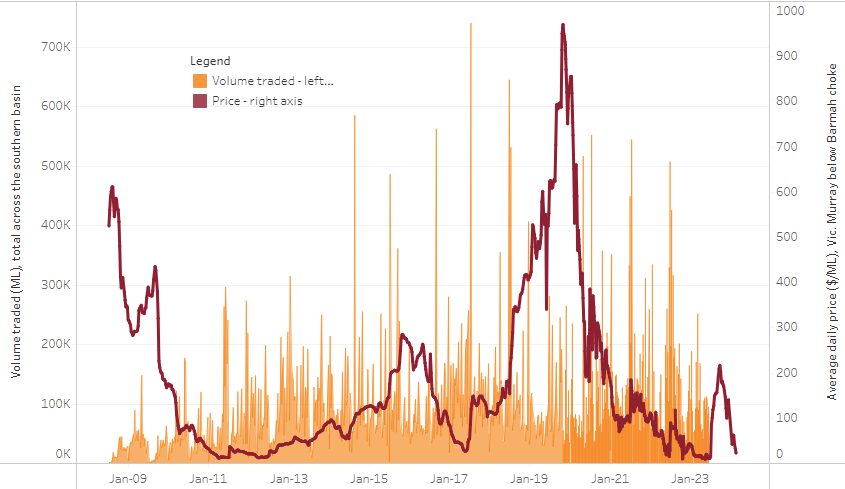 Legend
Volume traded - left...
Price - right axis
Volume traded (ML), total across the southern basin
700K
600K
500K
400K
300K
200K
100K
0K
1000
900
800
700
600
500
400
300
200
100
0
Average daily price ($/ML), Vic. Murray below Barmah choke
Jan-09
Jan-11
Jan-13
Jan-15
Jan-17
Jan-19
Jan-21
Jan-23